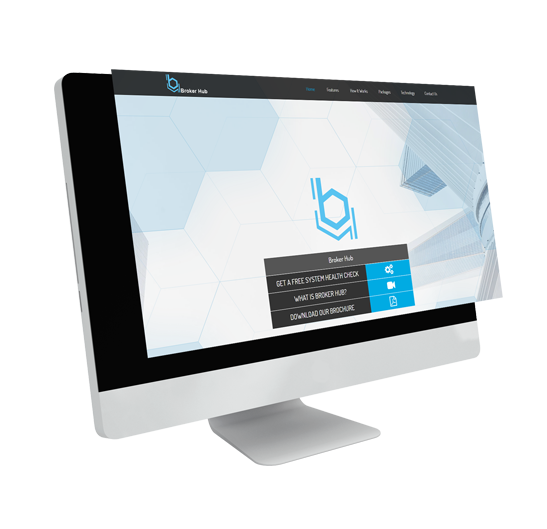 Broker Hub
Home Features How It Works Packages Technology Contact Us
Broker Hub
GET A FREE SYSTEM HEALTH CHECK
WHAT IS BROKER HUB?
DOWNLOAD OUR BROCHURE